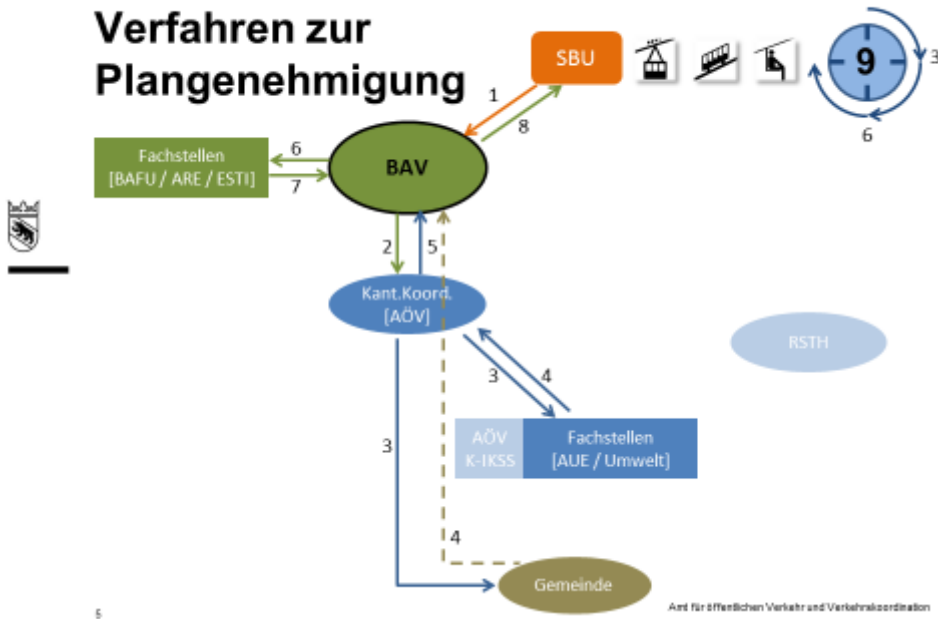 Verfahren zur
Plangenehmigung
SBU
9
3
6
1
8
Fachstellen
[BAFU / ARE / ESTI]
6
7
BAV
2
5
Kant.Koord.
[AÖV]
RSTH
3
4
3
AÖV
K-IKSS
Fachstellen
[AUE / Umwelt]
4
Gemeinde
5
Amt für öffentlichen Verkehr und Verkehrskoordination